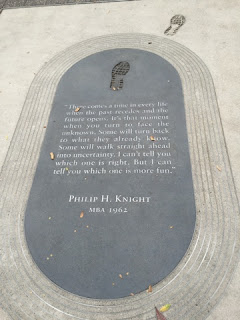 "There comes a time in every life
when the past recedes and the
future opens. It's that moment
when you turn to face the
unknown. Some will turn back
to what they already know.
Some will walk straight ahead
into uncertainty. I can't tell you
which one is right. But I can
tell you which one is more fun."
Philip H. Knight
MBA 1962